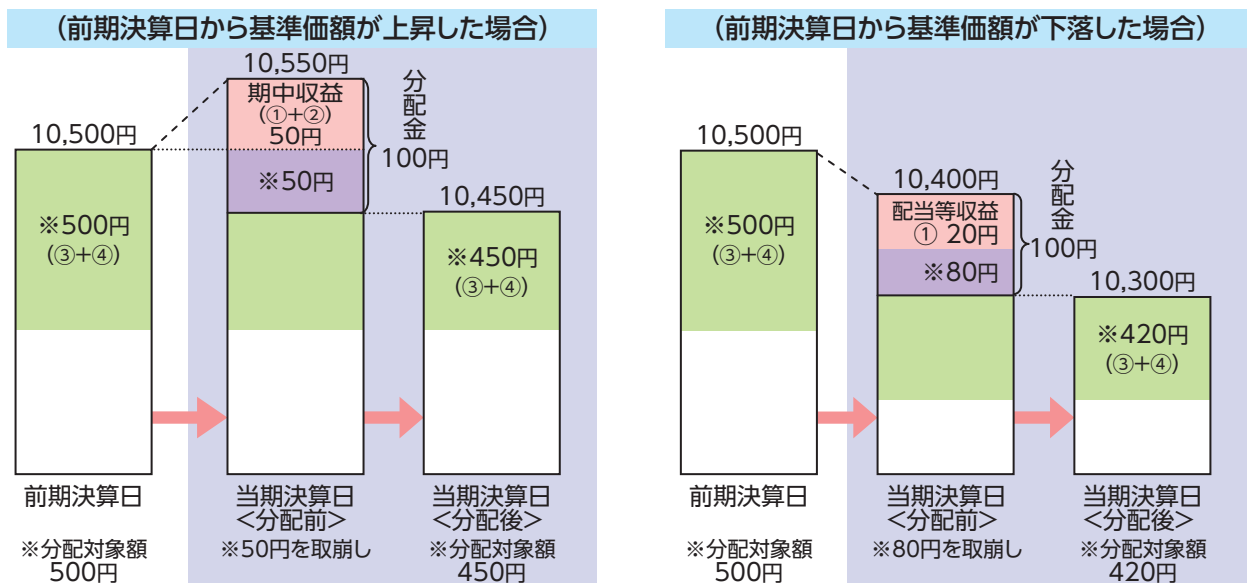 (前期決算日から基準価額が上昇した場合)
10,550円
期中収益
(①+②)
50円
分配金
100円
10,500円
※50円
10,450円
※500円
(③+④)
※450円
(③+④)
前期決算日
当期決算日
<分配前>
当期決算日
<分配後>
※分配対象額
500円
※50円を取崩し
※分配対象額
450円
(前期決算日から基準価額が下落した場合)
10,500円
10,400円
配当等収益
① 20円
分配金
100円
※80円
10,300円
※500円
(③+④)
※420円
(③+④)
前期決算日
当期決算日
<分配前>
当期決算日
<分配後>
※分配対象額
500円
※80円を取崩し
※分配対象額
420円